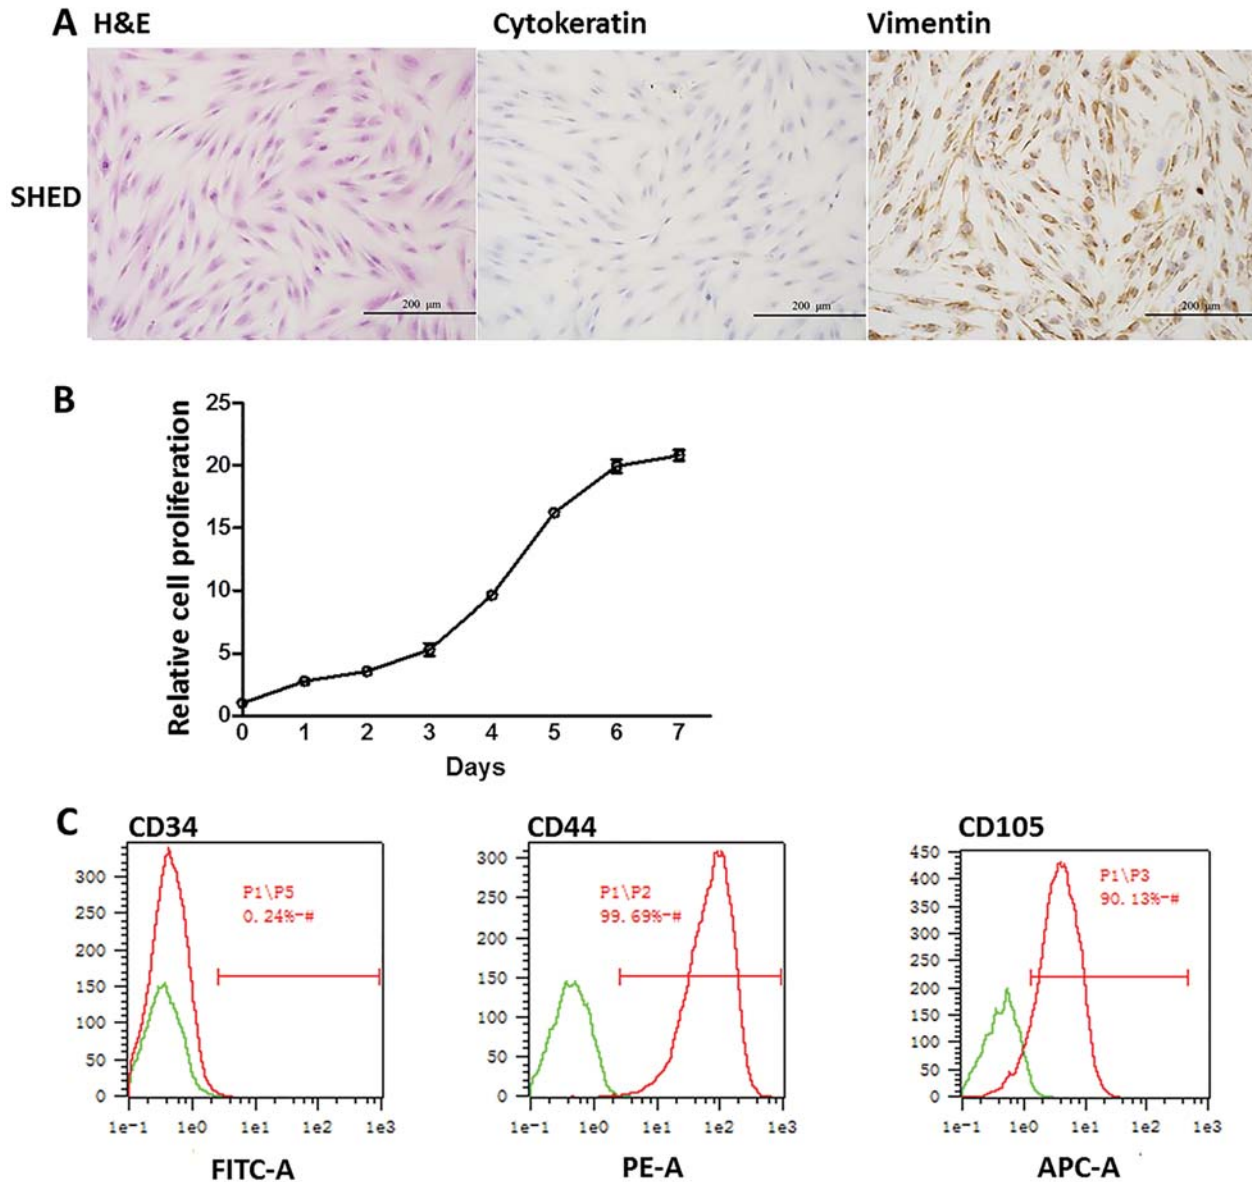 A H&E Cytokeratin Vimentin
SHED
200 μm 200 μm 200 μm
B
Relative cell proliferation
25
20
15
10
5
0
0 1 2 3 4 5 6 7
Days
C
CD34 CD44 CD105
P1\P5
0.24%-#
300
250
200
150
100
50
0
1e-1 1e0 1e1 1e2 1e3
FITC-A
P1\P2
99.69%-#
300
250
200
150
100
50
0
1e-1 1e0 1e1 1e2 1e3
PE-A
P1\P3
90.13%-#
450
400
350
300
250
200
150
100
50
0
1e-1 1e0 1e1 1e2 1e3
APC-A